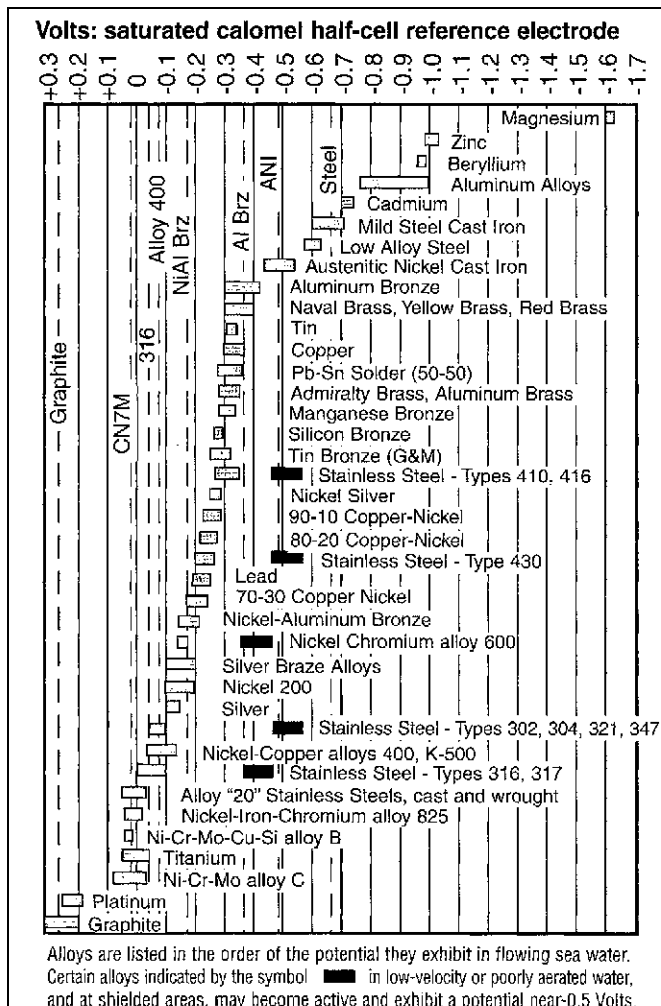 Volts: saturated calomel half-cell reference electrode
+0.3 +0.2 +0.1 0 -0.1 -0.2 -0.3 -0.4 -0.5 -0.6 -0.7 -0.8 -0.9 -1.0 -1.1 -1.2 -1.3 -1.4 -1.5 -1.6 -1.7
Graphite
CN7M
316
Alloy 400
NiAl Brz
Al Brz
ANI
Steel
Magnesium
Zinc
Beryllium
Aluminum Alloys
Cadmium
Mild Steel Cast Iron
Low Alloy Steel
Austenitic Nickel Cast Iron
Aluminum Bronze
Naval Brass, Yellow Brass, Red Brass
Tin
Copper
Pb-Sn Solder (50-50)
Admiralty Brass, Aluminum Brass
Manganese Bronze
Silicon Bronze
Tin Bronze (G&M)
Stainless Steel - Types 410, 416
Nickel Silver
90-10 Copper-Nickel
80-20 Copper-Nickel
Stainless Steel - Type 430
Lead
70-30 Copper Nickel
Nickel-Aluminum Bronze
Nickel Chromium alloy 600
Silver Braze Alloys
Nickel 200
Silver
Stainless Steel - Types 302, 304, 321, 347
Nickel-Copper alloys 400, K-500
Stainless Steel - Types 316, 317
Alloy "20" Stainless Steels, cast and wrought
Nickel-Iron-Chromium alloy 825
Ni-Cr-Mo-Cu-Si alloy B
Titanium
Ni-Cr-Mo alloy C
Platinum
Graphite
Alloys are listed in the order of the potential they exhibit in flowing sea water.
Certain alloys indicated by the symbol in low-velocity or poorly aerated water,
and at shielded areas, may become active and exhibit a potential near-0.5 Volts.